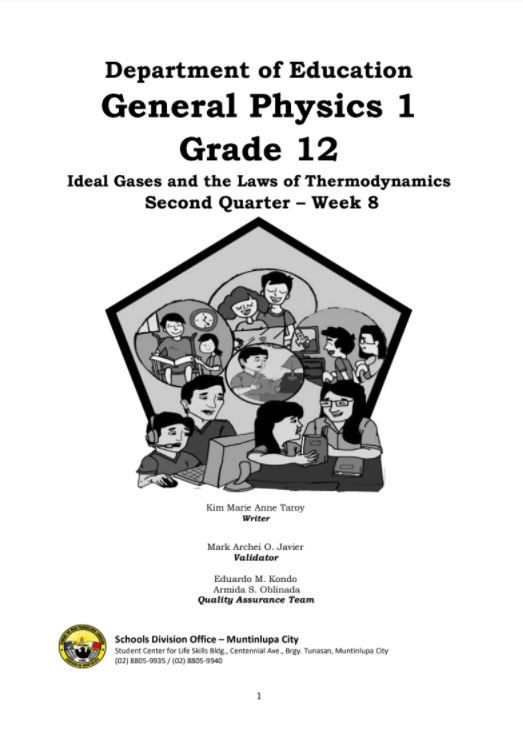 Department of Education
General Physics 1
Grade 12
Ideal Gases and the Laws of Thermodynamics
Second Quarter – Week 8
Kim Marie Anne Taroy
Writer
Mark Archei O. Javier
Validator
Eduardo M. Kondo
Armida S. Oblinada
Quality Assurance Team
Schools Division Office – Muntinlupa City
Student Center for Life Skills Bldg., Centennial Ave., Brgy. Tunasan, Muntinlupa City
(02) 8805-9935 / (02) 8805-9940
1